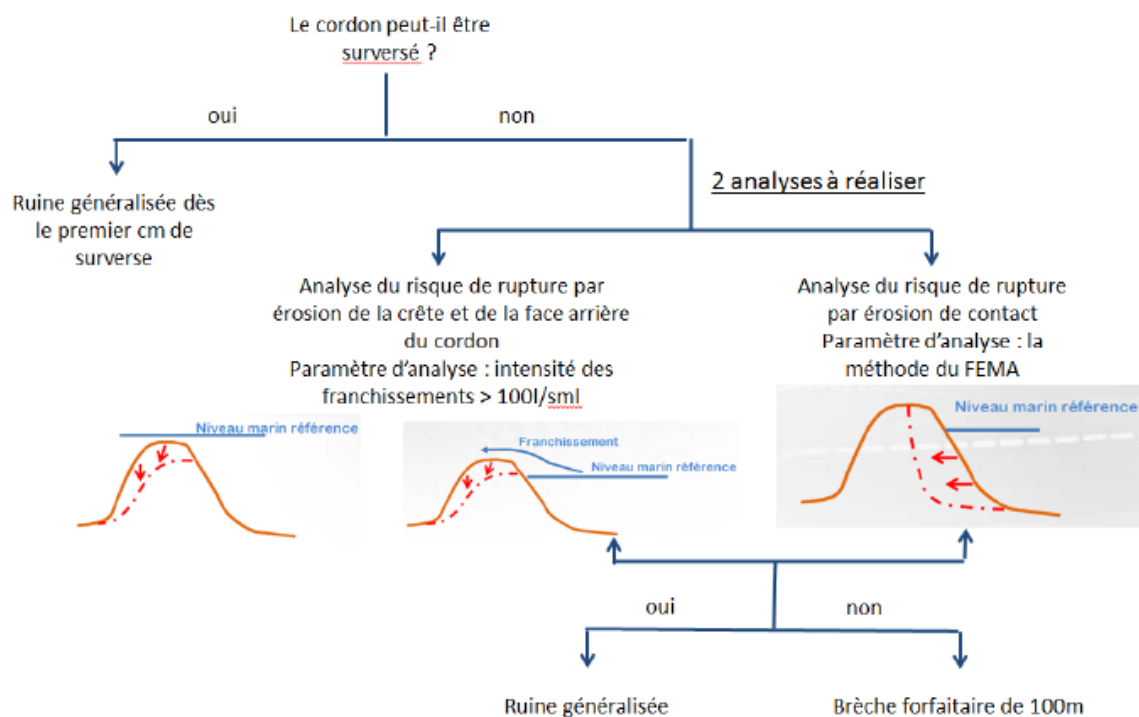 Le cordon peut-il être
surversé ?
oui
non
2 analyses à réaliser
Ruine généralisée dès
le premier cm de
surverse
Analyse du risque de rupture par
érosion de la crête et de la face arrière
du cordon
Paramètre d'analyse : intensité des
franchissements > 100l/sml
Analyse du risque de rupture
par érosion de contact
Paramètre d'analyse : la
méthode du FEMA
Niveau marin référence
Franchissement
Niveau marin référence
Niveau marin référence
oui
non
Ruine généralisée
Brèche forfaitaire de 100m